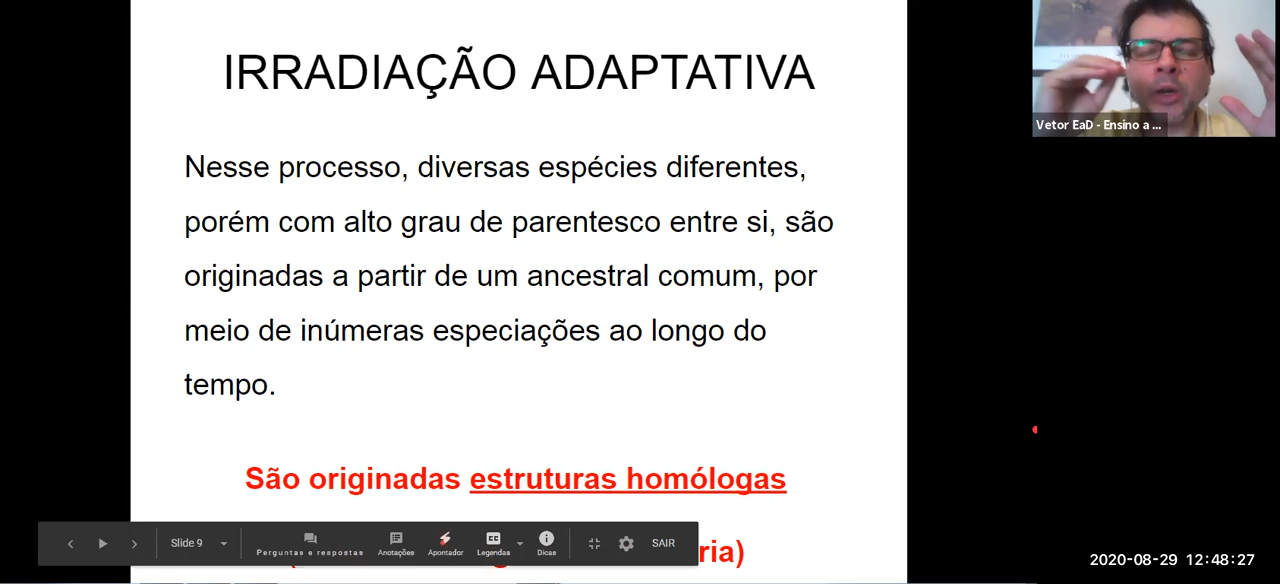 IRRADIAÇÃO ADAPTATIVA
Nesse processo, diversas espécies diferentes,
porém com alto grau de parentesco entre si, são
originadas a partir de um ancestral comum, por
meio de inúmeras especiações ao longo do
tempo.
São originadas estruturas homólogas
ria)
Vetor EaD - Ensino a ...
Slide 9
Perguntas e respostas
Anotações
Apontador
Legendas
Dicas
SAIR
2020-08-29 12:48:27